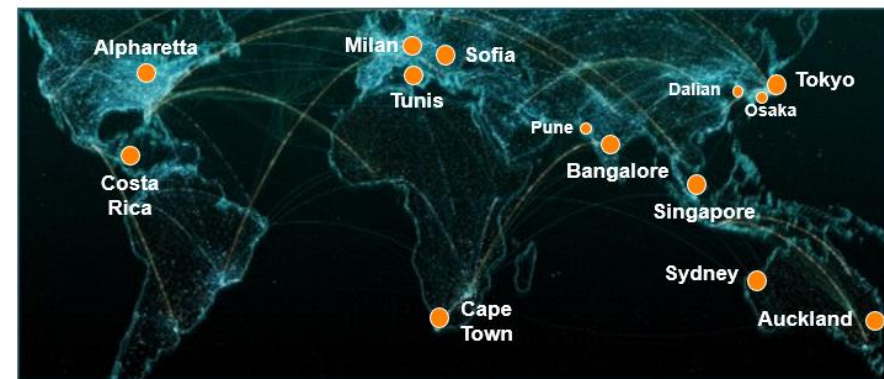 Alpharetta
Milan
Sofia
Tunis
Dalian
Tokyo
Osaka
Pune
Bangalore
Costa
Rica
Singapore
Sydney
Cape
Town
Auckland